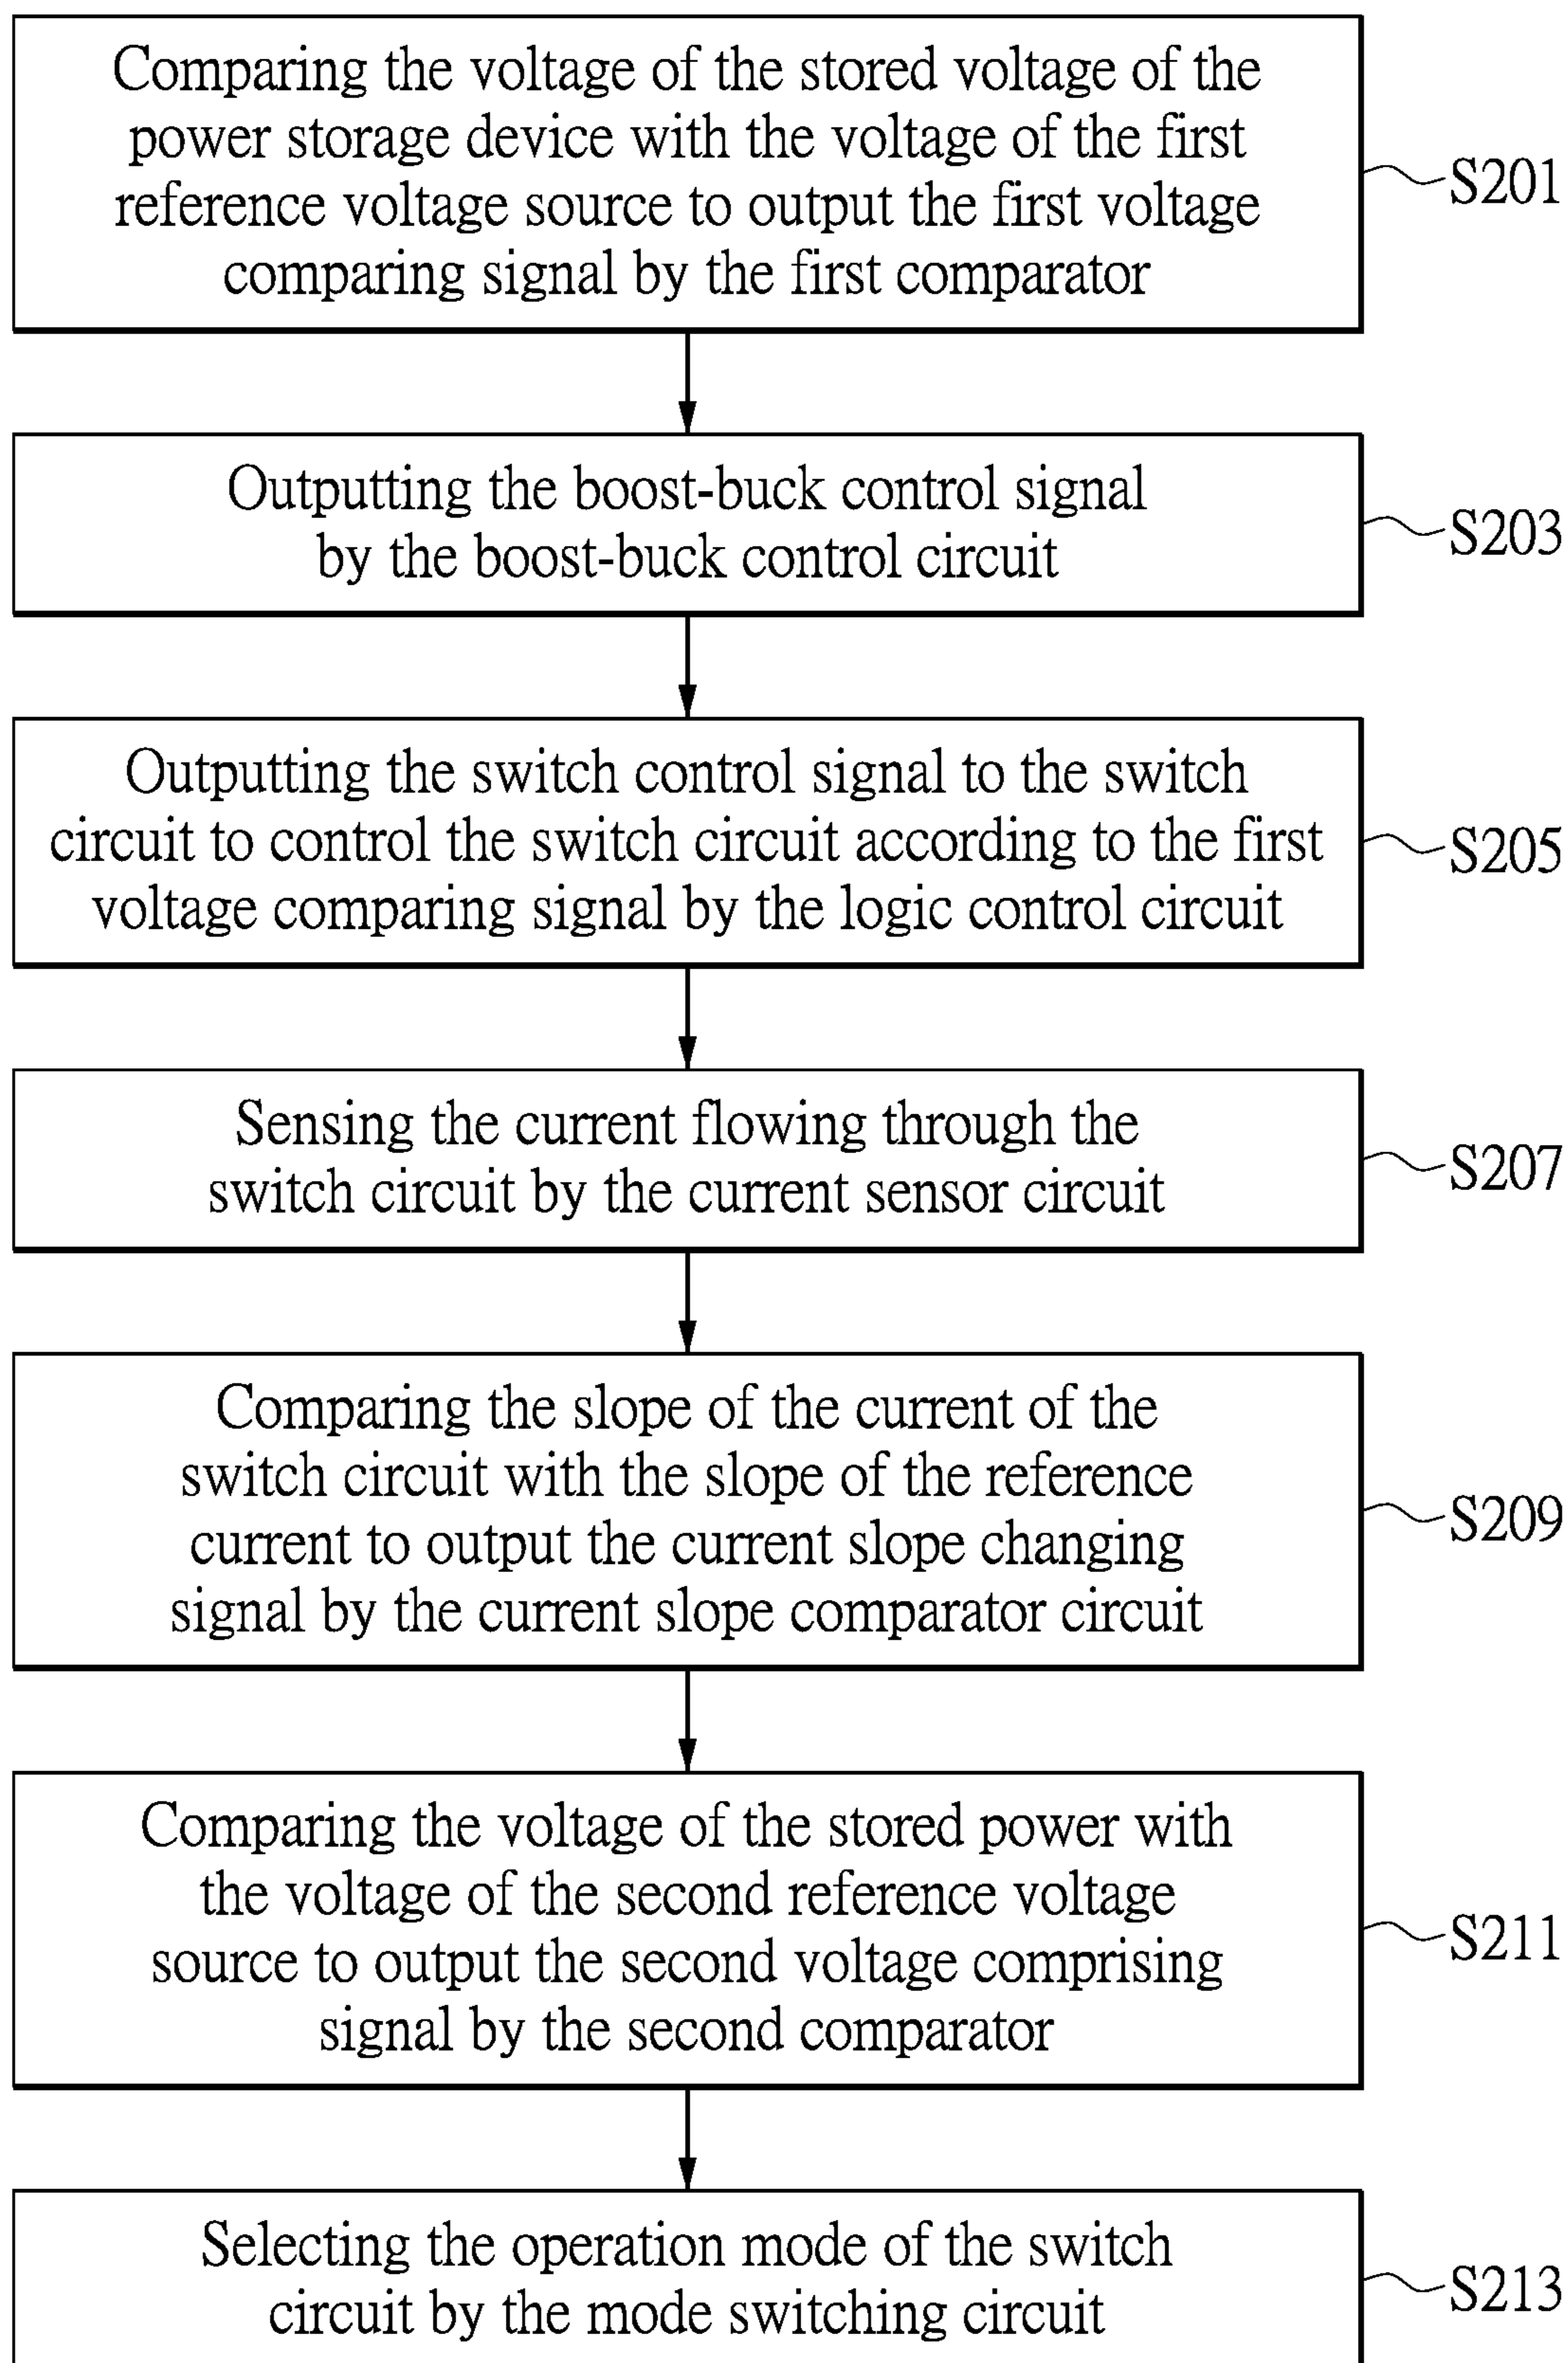 Comparing the voltage of the stored voltage of the
power storage device with the voltage of the first
reference voltage source to output the first voltage
comparing signal by the first comparator
S201
Outputting the boost-buck control signal
by the boost-buck control circuit
S203
Outputting the switch control signal to the switch
circuit to control the switch circuit according to the first
voltage comparing signal by the logic control circuit
S205
Sensing the current flowing through the
switch circuit by the current sensor circuit
S207
Comparing the slope of the current of the
switch circuit with the slope of the reference
current to output the current slope changing
signal by the current slope comparator circuit
S209
Comparing the voltage of the stored power with
the voltage of the second reference voltage
source to output the second voltage comprising
signal by the second comparator
S211
Selecting the operation mode of the switch
circuit by the mode switching circuit
S213